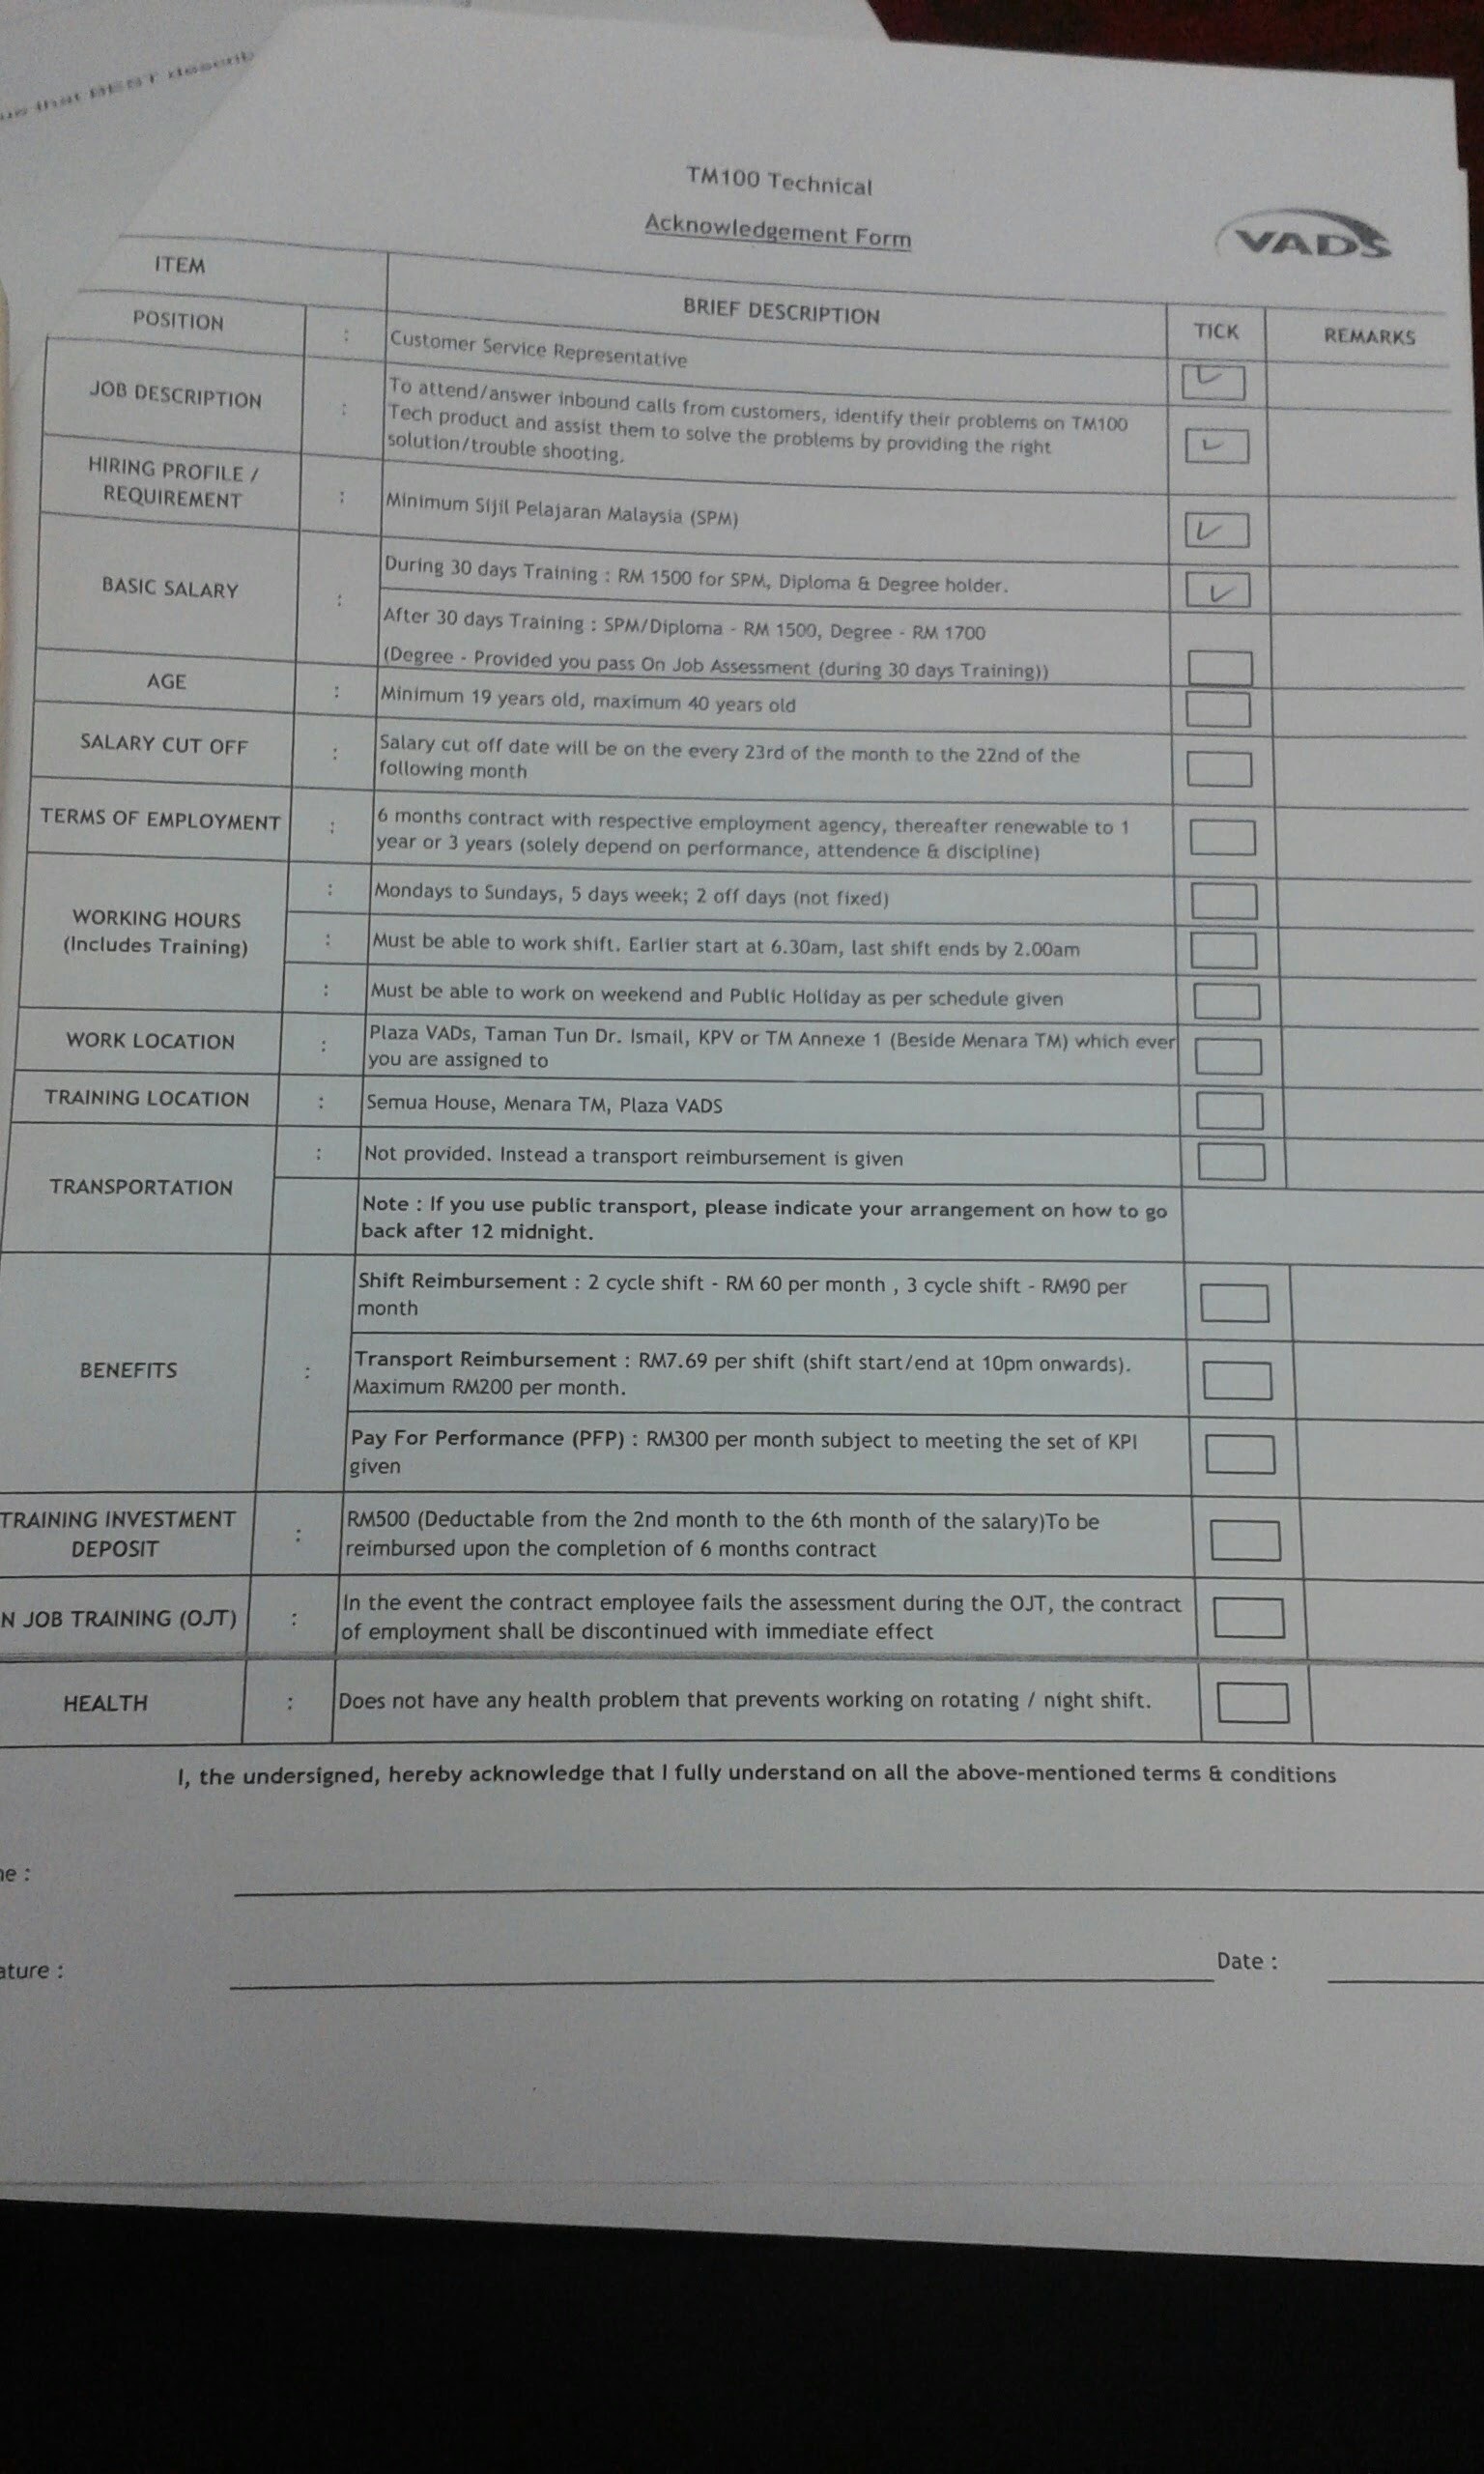 that BEST describ
TM100 Technical
Acknowledgement Form
VADS
ITEM
BRIEF DESCRIPTION
TICK
REMARKS
POSITION
:
Customer Service Representative
JOB DESCRIPTION
:
To attend/answer inbound calls from customers, identify their problems on TM100
Tech product and assist them to solve the problems by providing the right
solution/trouble shooting.
HIRING PROFILE /
REQUIREMENT
:
Minimum Sijil Pelajaran Malaysia (SPM)
BASIC SALARY
:
During 30 days Training : RM 1500 for SPM, Diploma & Degree holder.
After 30 days Training : SPM/Diploma - RM 1500, Degree - RM 1700
(Degree - Provided you pass On Job Assessment (during 30 days Training))
AGE
:
Minimum 19 years old, maximum 40 years old
SALARY CUT OFF
:
Salary cut off date will be on the every 23rd of the month to the 22nd of the
following month
TERMS OF EMPLOYMENT
:
6 months contract with respective employment agency, thereafter renewable to 1
year or 3 years (solely depend on performance, attendence & discipline)
WORKING HOURS
(Includes Training)
:
Mondays to Sundays, 5 days week; 2 off days (not fixed)
:
Must be able to work shift. Earlier start at 6.30am, last shift ends by 2.00am
:
Must be able to work on weekend and Public Holiday as per schedule given
WORK LOCATION
:
Plaza VADs, Taman Tun Dr. Ismail, KPV or TM Annexe 1 (Beside Menara TM) which ever
you are assigned to
TRAINING LOCATION
:
Semua House, Menara TM, Plaza VADS
TRANSPORTATION
:
Not provided. Instead a transport reimbursement is given
Note : If you use public transport, please indicate your arrangement on how to go
back after 12 midnight.
BENEFITS
:
Shift Reimbursement : 2 cycle shift - RM 60 per month , 3 cycle shift - RM90 per
month
Transport Reimbursement : RM7.69 per shift (shift start/end at 10pm onwards).
Maximum RM200 per month.
Pay For Performance (PFP) : RM300 per month subject to meeting the set of KPI
given
TRAINING INVESTMENT
DEPOSIT
:
RM500 (Deductable from the 2nd month to the 6th month of the salary)To be
reimbursed upon the completion of 6 months contract
N JOB TRAINING (OJT)
:
In the event the contract employee fails the assessment during the OJT, the contract
of employment shall be discontinued with immediate effect
HEALTH
:
Does not have any health problem that prevents working on rotating / night shift.
I, the undersigned, hereby acknowledge that I fully understand on all the above-mentioned terms & conditions
ne :
ature :
Date :